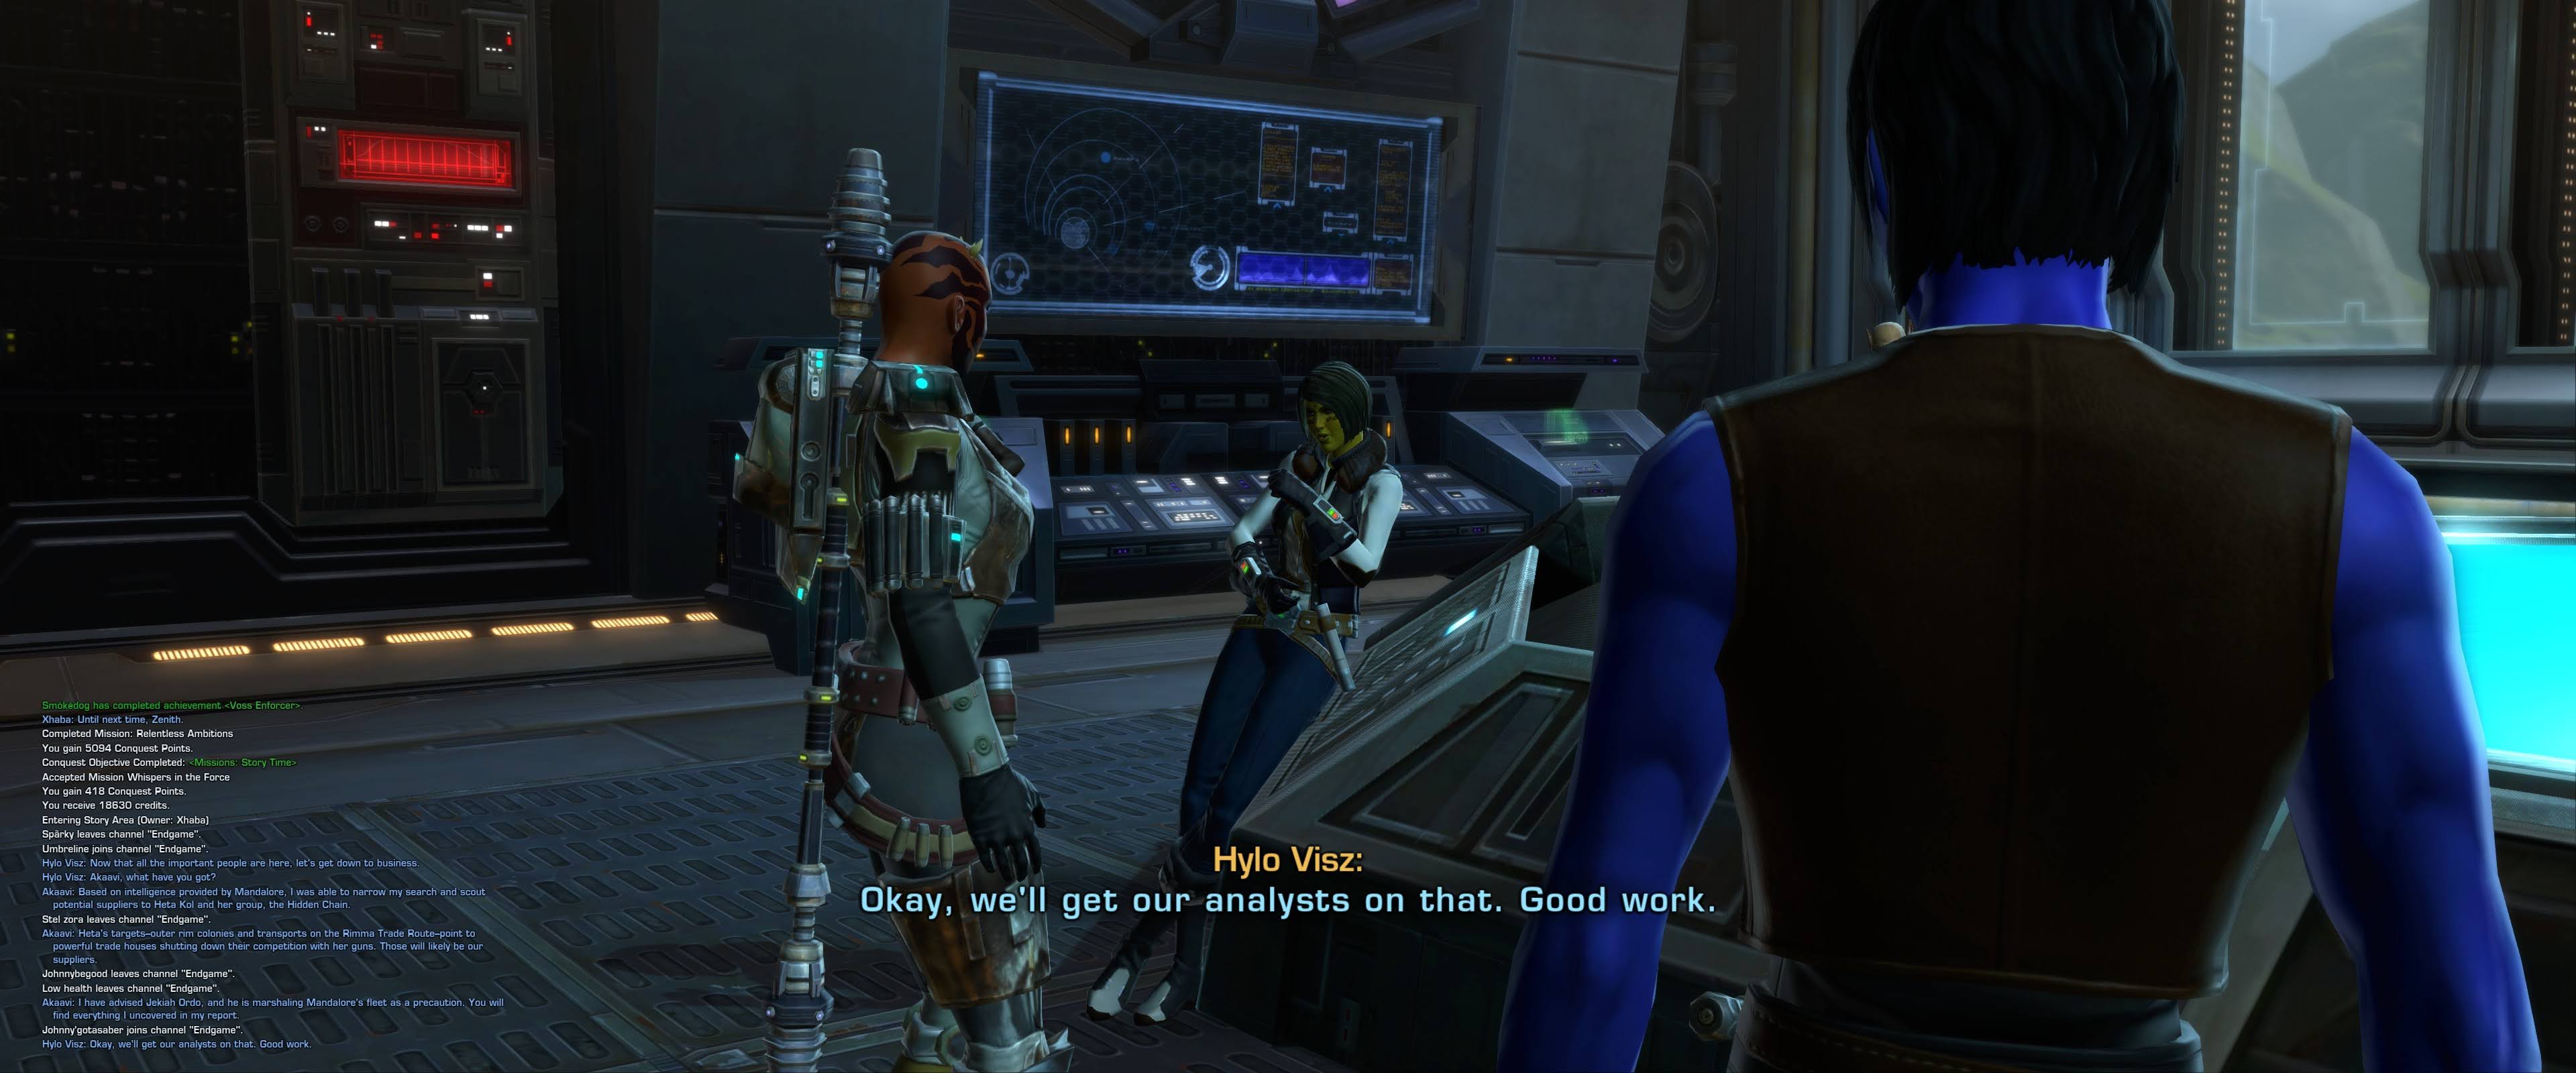 Smokedog has completed achievement <Voss Enforcer>.
Xhaba: Until next time, Zenith.
Completed Mission: Relentless Ambitions
You gain 5094 Conquest Points.
Conquest Objective Completed: <Missions: Story Time>
Accepted Mission Whispers in the Force
You gain 418 Conquest Points.
You receive 18630 credits.
Entering Story Area (Owner: Xhaba)
Spârky leaves channel "Endgame".
Umbreline joins channel "Endgame".
Hylo Visz: Now that all the important people are here, let's get down to business.
Hylo Visz: Akaavi, what have you got?
Akaavi: Based on intelligence provided by Mandalore, I was able to narrow my search and scout
potential suppliers to Heta Kol and her group, the Hidden Chain.
Stel zora leaves channel "Endgame".
Akaavi: Heta's targets–outer rim colonies and transports on the Rimma Trade Route–point to
powerful trade houses shutting down their competition with her guns. Those will likely be our
suppliers.
Johnnybegood leaves channel "Endgame".
Low health leaves channel "Endgame".
Akaavi: I have advised Jekiah Ordo, and he is marshaling Mandalore's fleet as a precaution. You will
find everything I uncovered in my report.
Johnny'gotasaber joins channel "Endgame".
Hylo Visz: Okay, we'll get our analysts on that. Good work.
Hylo Visz:
Okay, we'll get our analysts on that. Good work.